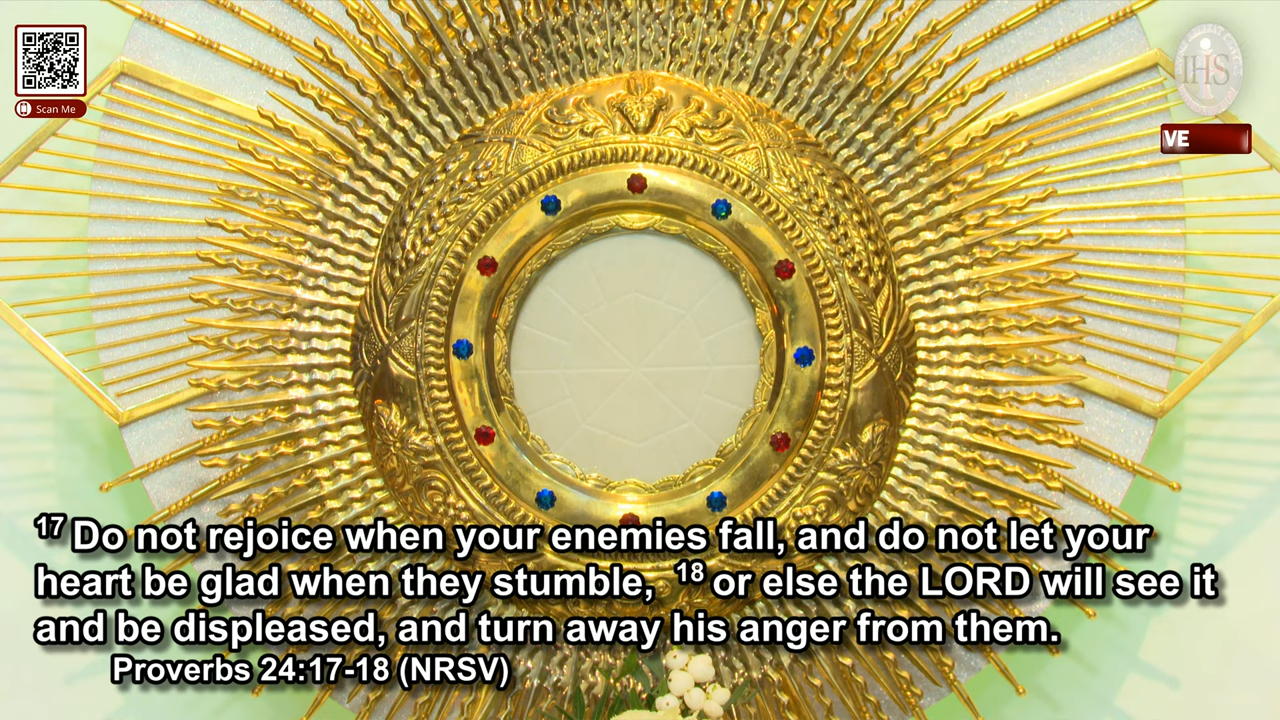 Scan Me
IHS
VE
17 Do not rejoice when your enemies fall, and do not let your
heart be glad when they stumble, 18 or else the LORD will see it
and be displeased, and turn away his anger from them.
Proverbs 24:17-18 (NRSV)